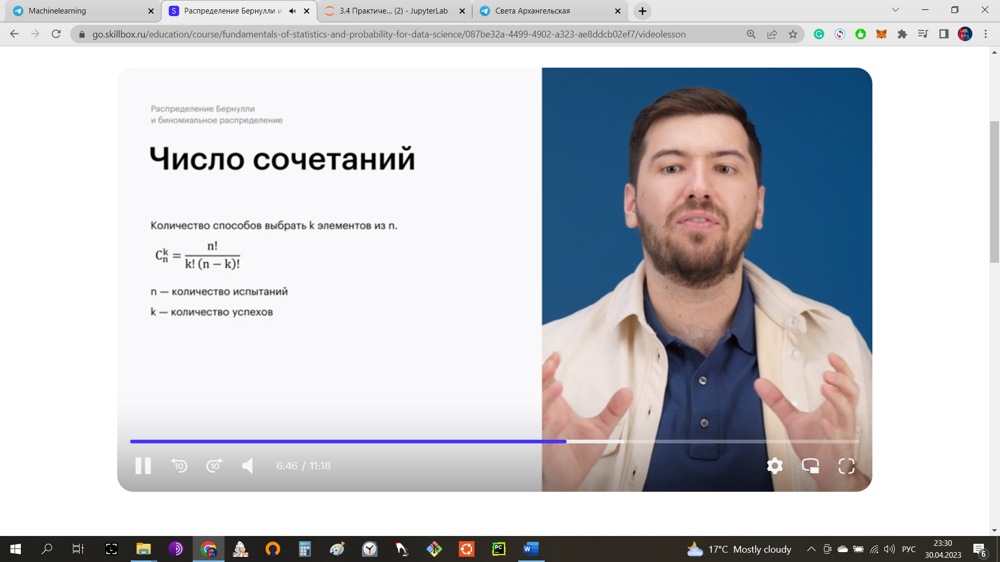 Machinelearning
Распределение Бернулли и
3.4 Практиче... (2) - JupyterLab
Света Архангельская
go.skillbox.ru/education/course/fundamentals-of-statistics-and-probability-for-data-science/087be32a-4499-4902-a323-ae8ddcb02ef7/videolesson
Распределение Бернулли
и биномиальное распределение
Число сочетаний
Количество способов выбрать k элементов из n.
C_n^k = n! / k! (n − k)!
n — количество испытаний
k — количество успехов
10
10
6:46 / 11:18
17°C Mostly cloudy
РУС
23:30
30.04.2023
6